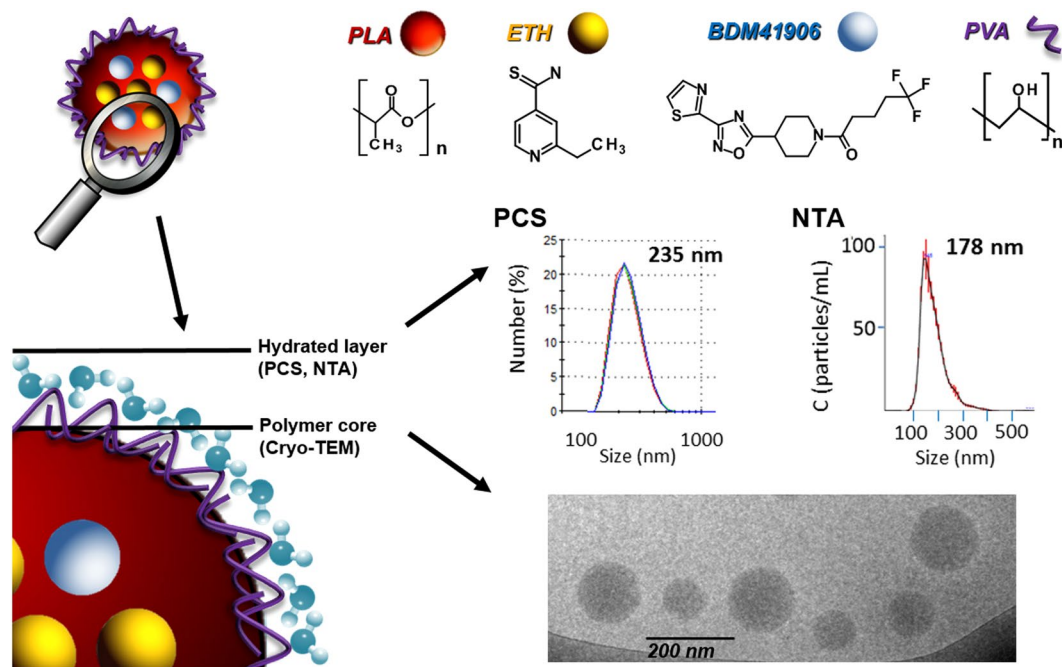 PLA
ETH
BDM41906
PVA
O
O
CH₃
n
S
N
N
CH₃
N
S
N
N
O
N
O
F
F
F
OH
n
PCS
235 nm
25
20
15
10
5
0
Number (%)
100
1000
Size (nm)
NTA
178 nm
100
50
C (particles/mL)
100 300 500
Size (nm)
Hydrated layer
(PCS, NTA)
Polymer core
(Cryo-TEM)
200 nm